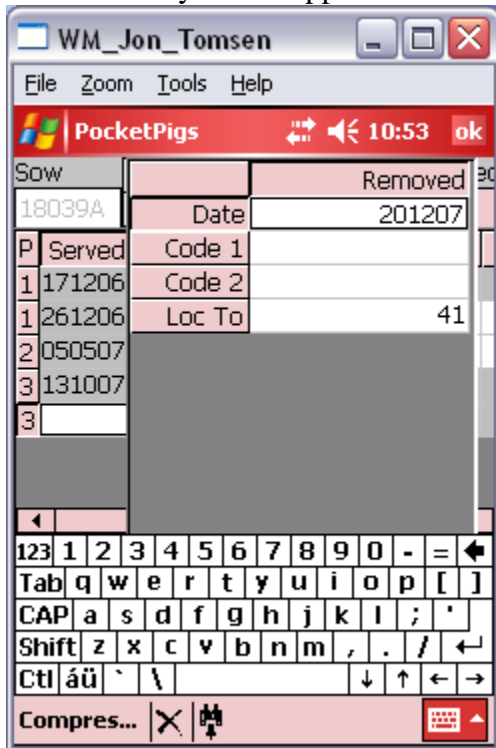 WM_Jon_Tomsen
File Zoom Tools Help
PocketPigs 10:53 ok
Sow
18039A
Removed
Date 201207
Code 1
Code 2
Loc To 41
P Served
1 171206
1 261206
2 050507
3 131007
3
123 1 2 3 4 5 6 7 8 9 0 - =
Tab q w e r t y u i o p [ ]
CAP a s d f g h j k l ; '
Shift z x c v b n m , . /
Ctl áü ` \
Compres...